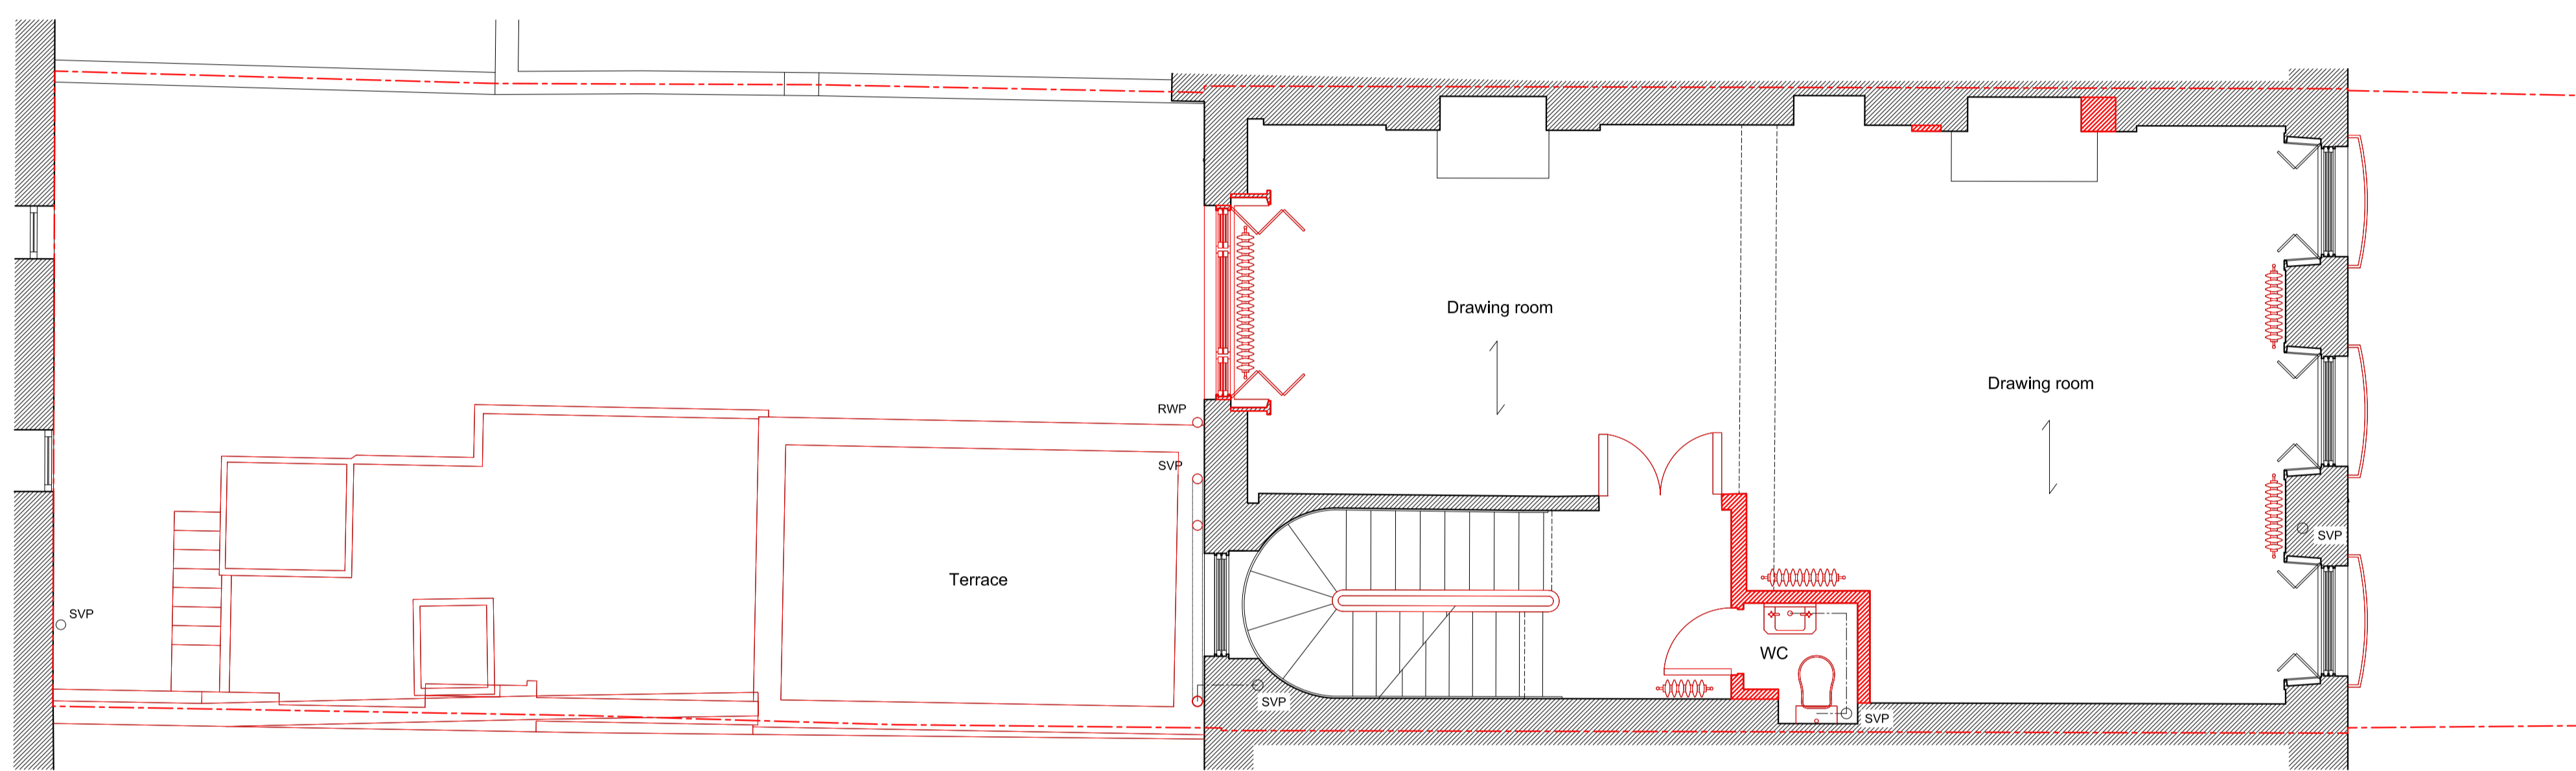 Drawing room
Drawing room
RWP
SVP
SVP
Terrace
SVP
WC
SVP
SVP